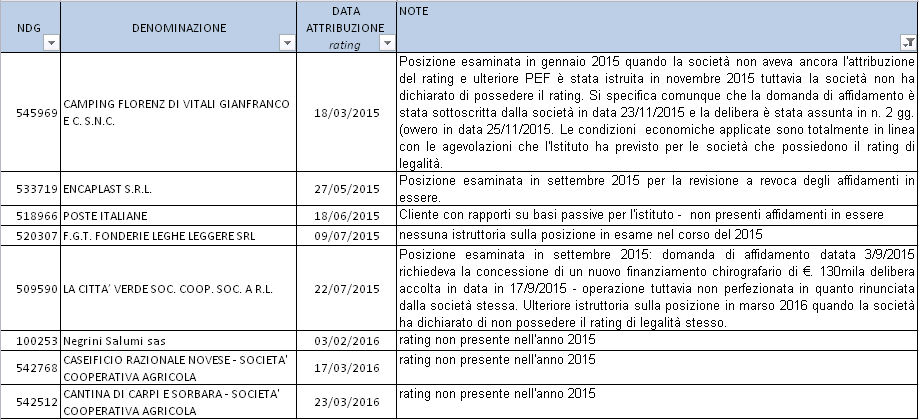 NDG
DENOMINAZIONE
DATA
ATTRIBUZIONE
rating
NOTE
545969
CAMPING FLORENZ DI VITALI GIANFRANCO
E C. S.N.C.
18/03/2015
Posizione esaminata in gennaio 2015 quando la società non aveva ancora l'attribuzione
del rating e ulteriore PEF è stata istruita in novembre 2015 tuttavia la società non ha
dichiarato di possedere il rating. Si specifica comunque che la domanda di affidamento è
stata sottoscritta dalla società in data 23/11/2015 e la delibera è stata assunta in n. 2 gg.
(ovvero in data 25/11/2015. Le condizioni economiche applicate sono totalmente in linea
con le agevolazioni che l'Istituto ha previsto per le società che possiedono il rating di
legalità.
533719 ENCAPLAST S.R.L. 27/05/2015
Posizione esaminata in settembre 2015 per la revisione a revoca degli affidamenti in
essere.
518966 POSTE ITALIANE 18/06/2015 Cliente con rapporti su basi passive per l'istituto - non presenti affidamenti in essere
520307 F.G.T. FONDERIE LEGHE LEGGERE SRL 09/07/2015 nessuna istruttoria sulla posizione in esame nel corso del 2015
509590 LA CITTA' VERDE SOC. COOP. SOC. A R.L. 22/07/2015
Posizione esaminata in settembre 2015: domanda di affidamento datata 3/9/2015
richiedeva la concessione di un nuovo finanziamento chirografario di €. 130mila delibera
accolta in data in 17/9/2015 - operazione tuttavia non perfezionata in quanto rinunciata
dalla società stessa. Ulteriore istruttoria sulla posizione in marso 2016 quando la società
ha dichiarato di non possedere il rating di legalità stesso.
100253 Negrini Salumi sas 03/02/2016 rating non presente nell'anno 2015
542768
CASEIFICIO RAZIONALE NOVESE - SOCIETA'
COOPERATIVA AGRICOLA
17/03/2016
rating non presente nell'anno 2015
542512
CANTINA DI CARPI E SORBARA - SOCIETA'
COOPERATIVA AGRICOLA
23/03/2016
rating non presente nell'anno 2015